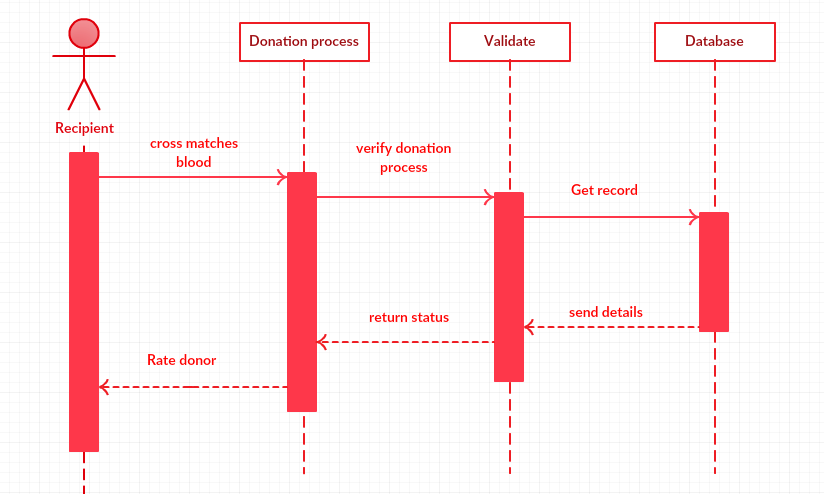 Donation process
Validate
Database
Recipient
cross matches
blood
verify donation
process
Get record
send details
return status
Rate donor